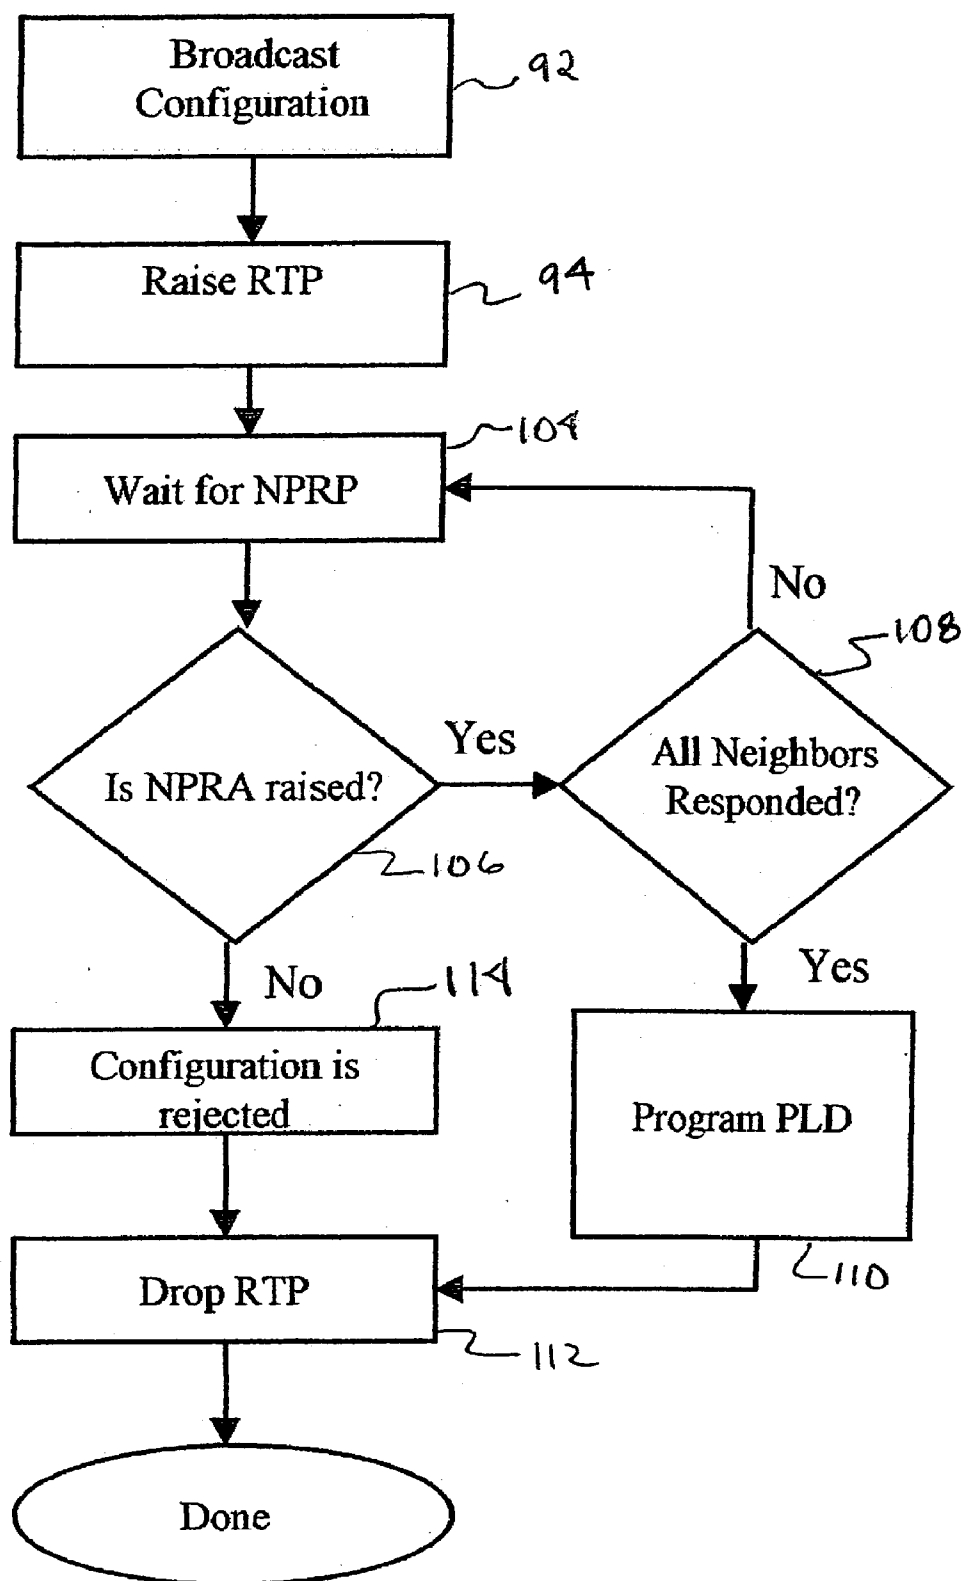 Broadcast
Configuration
92
Raise RTP
94
104
Wait for NPRP
No
108
Yes
All Neighbors
Responded?
Is NPRA raised?
106
Yes
No
114
Configuration is
rejected
Program PLD
110
Drop RTP
112
Done